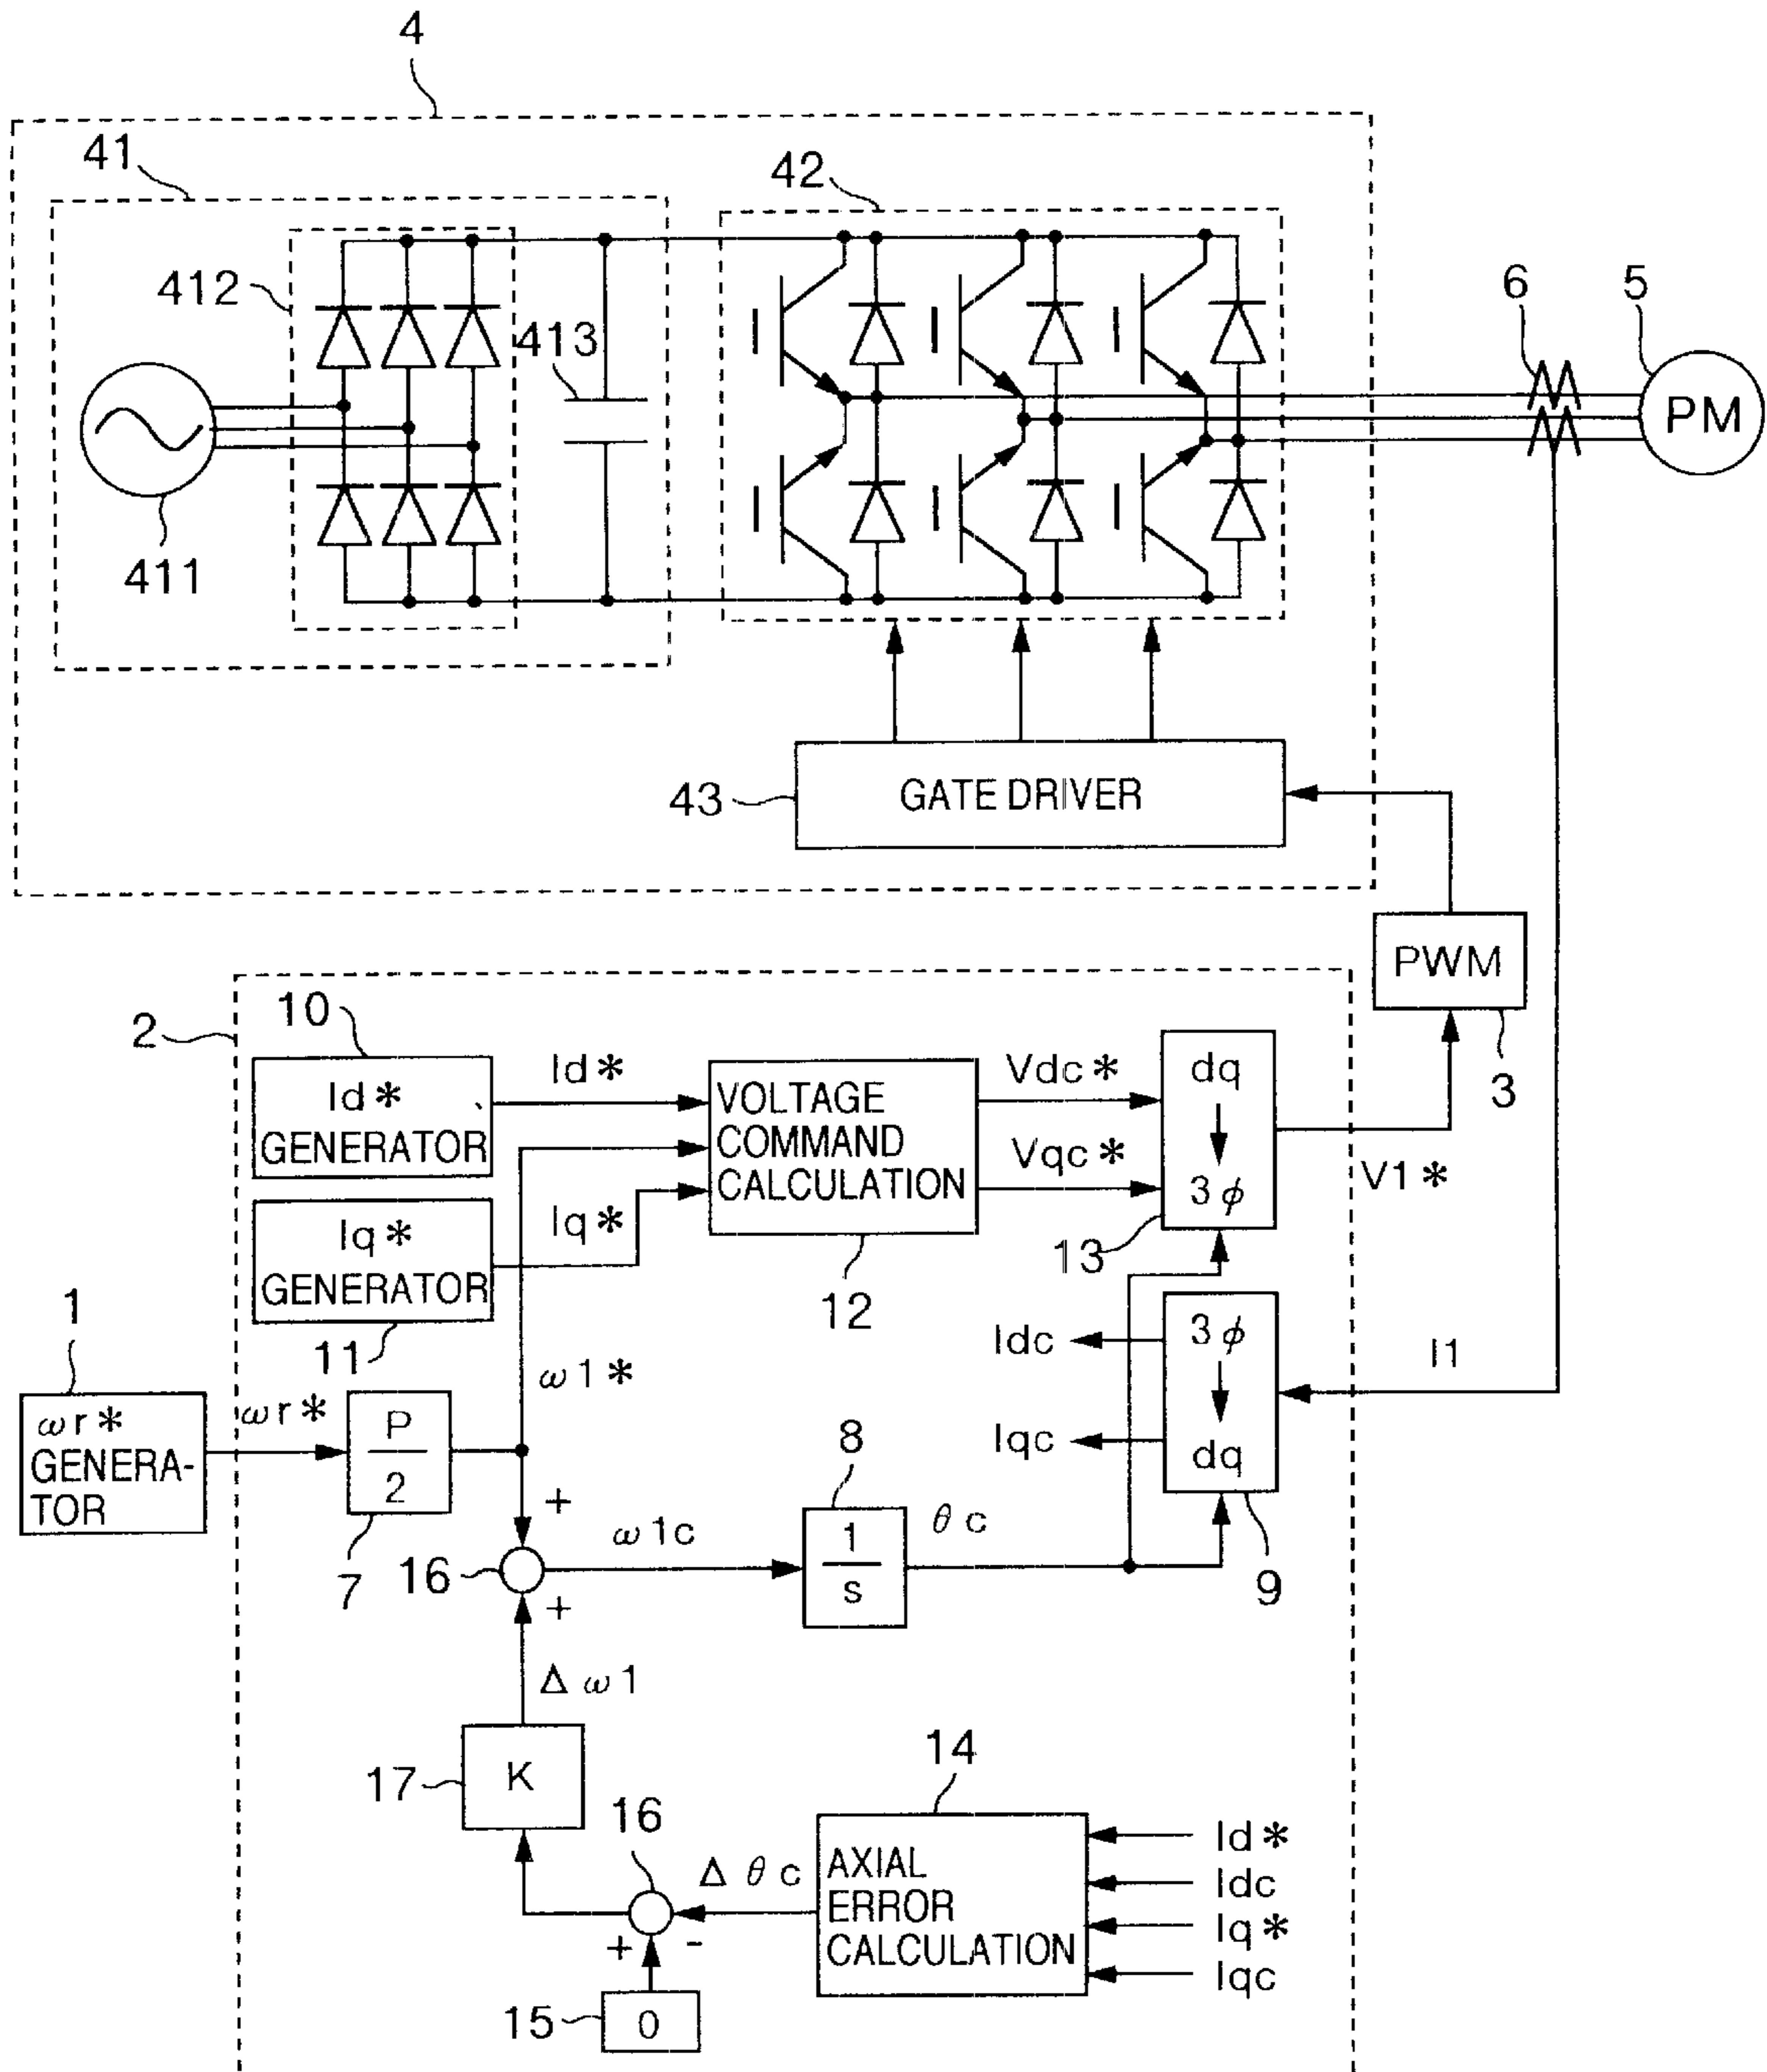 4
41
42
412
413
6
5
PM
411
43
GATE DRIVER
PWM
3
2
10
Id*
GENERATOR
Id*
VOLTAGE
COMMAND
CALCULATION
Vdc*
Vqc*
dq
3φ
V1*
Iq*
GENERATOR
Iq*
12
13
11
1
ωr*
GENERA-
TOR
ωr*
P
2
7
ω1*
Idc
Iqc
3φ
dq
I1
9
+
16
+
ω1c
8
1
s
θc
Δω1
17
K
14
16
Δθc
AXIAL
ERROR
CALCULATION
Id*
Idc
Iq*
Iqc
+
-
15
0